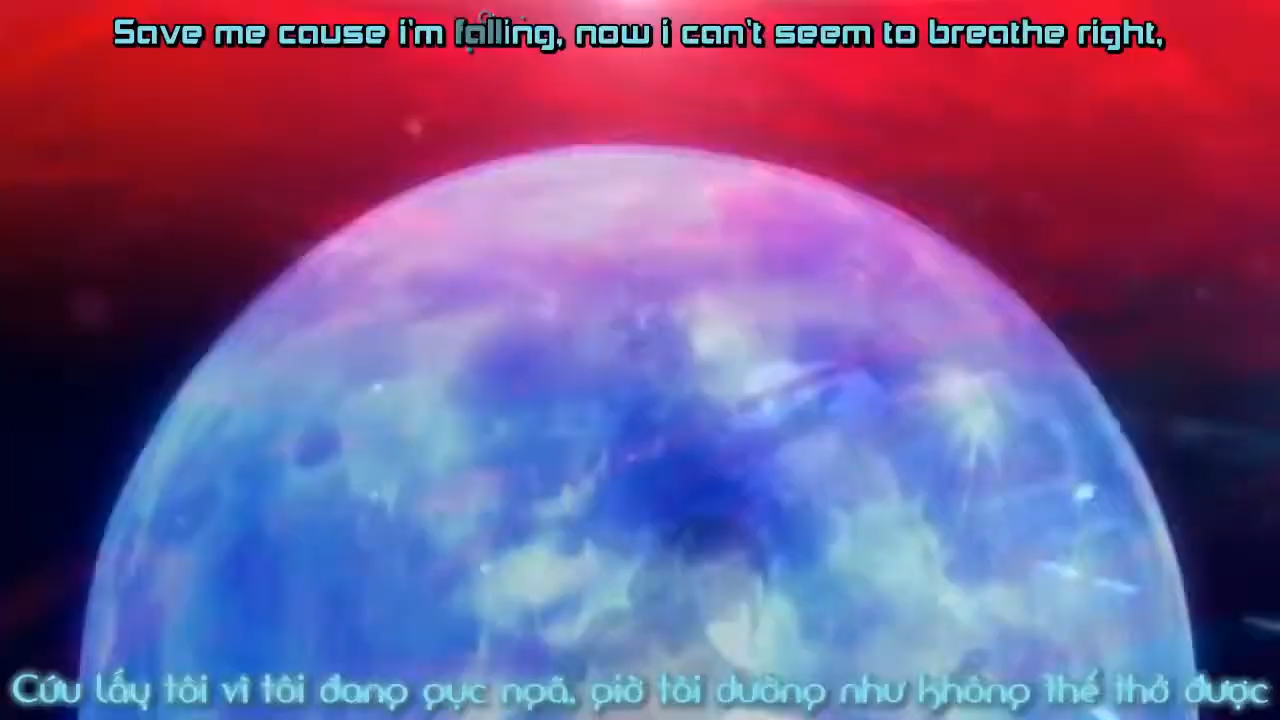 Save me cause i'm falling, now i can't seem to breathe right,
Cứu lấy tôi vì tôi đang gục ngã, giờ tôi dường như không thể thở được